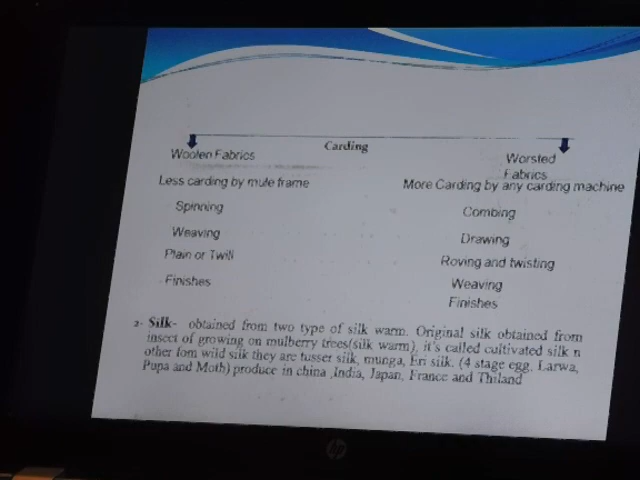 Carding
Woolen Fabrics
Worsted
Fabrics
Less carding by mule frame
More Carding by any carding machine
Spinning
Combing
Weaving
Drawing
Plain or Twill
Roving and twisting
Finishes
Weaving
Finishes
2- Silk- obtained from two type of silk warm. Original silk obtained from
insect of growing on mulberry trees(silk warm), it's called cultivated silk n
other fom wild silk they are tusser silk, munga, Eri silk. (4 stage egg, Larwa,
Pupa and Moth) produce in china ,India, Japan, France and Thiland
hp